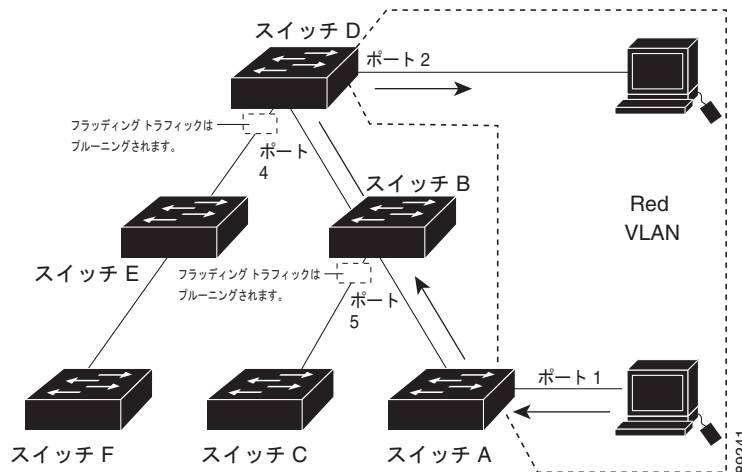 スイッチ D
ポート 2
フラッディング トラフィックは
プルーニングされます。
ポート
4
スイッチ B
Red
VLAN
スイッチ E
フラッディング トラフィックは
プルーニングされます。
ポート
5
ポート 1
スイッチ F
スイッチ C
スイッチ A